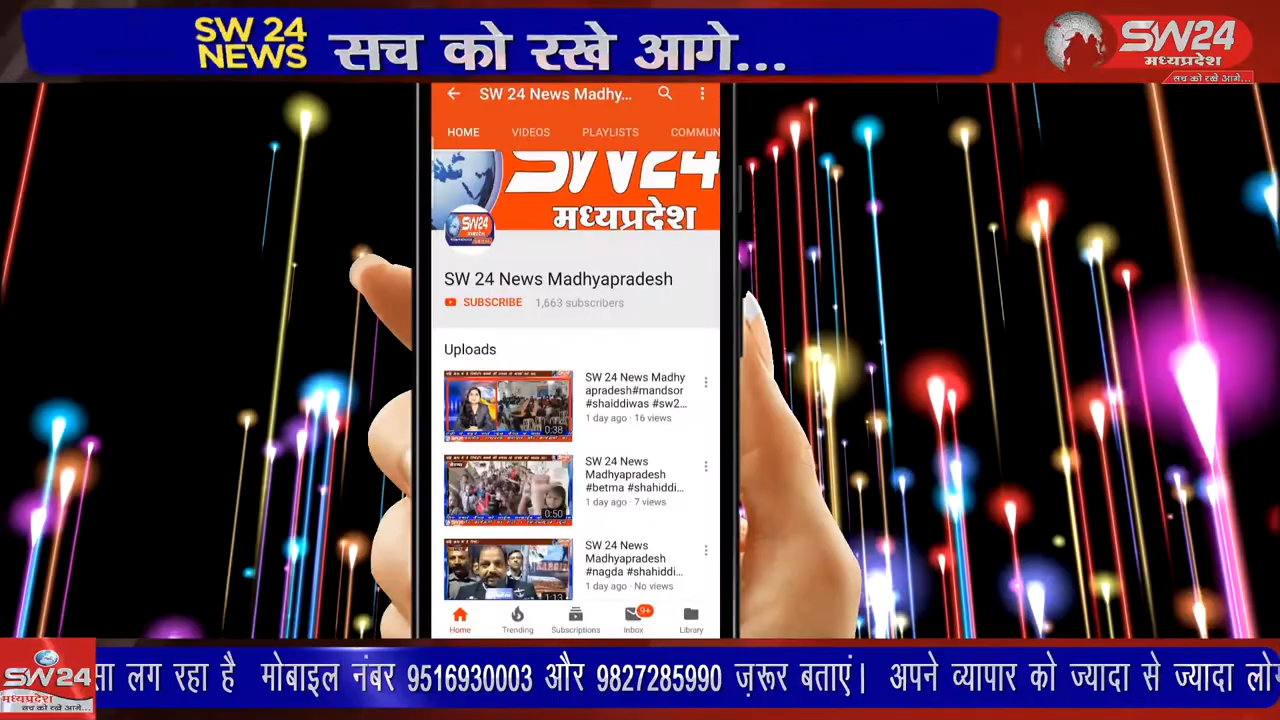 SW 24
NEWS
सच को रखे आगे...
SW24
मध्यप्रदेश
सच को रखे आगे...
SW 24 News Madhy...
HOME VIDEOS PLAYLISTS COMMUN
SW24
मध्यप्रदेश
SW24
SW 24 News Madhyapradesh
SUBSCRIBE 1,663 subscribers
Uploads
SW 24 News Madhy
apradesh#mandsor
#shaiddiwas #sw2...
1 day ago · 16 views
0:38
SW 24 News
Madhyapradesh
#betma #shahiddi...
1 day ago · 7 views
0:50
SW 24 News
Madhyapradesh
#nagda #shahiddi...
1 day ago · No views
1:13
Home Trending Subscriptions Inbox 9+ Library
SW24
मध्यप्रदेश
सच को रखे आगे...
सा लग रहा है मोबाइल नंबर 9516930003 और 9827285990 ज़रूर बताएं। अपने व्यापार को ज्यादा से ज्यादा लोग